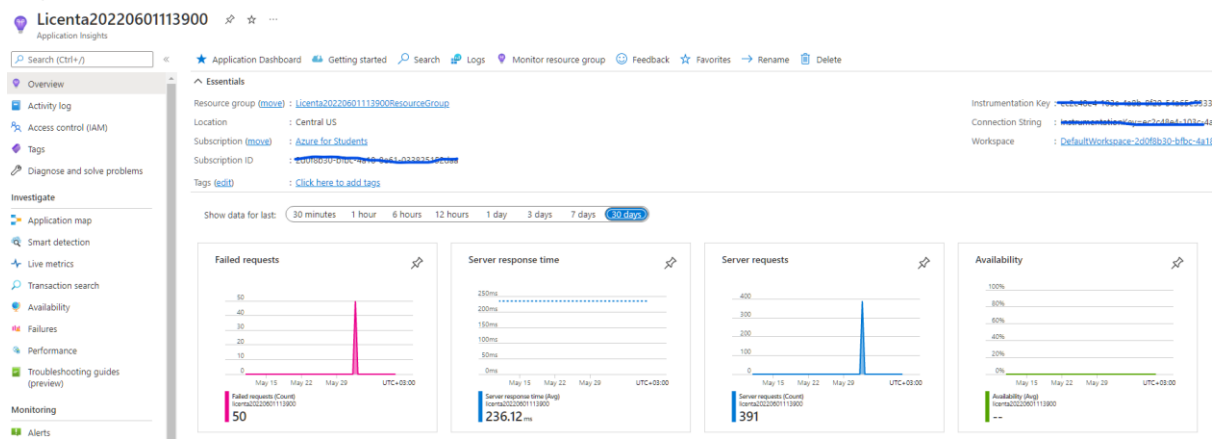 Licenta20220601113900
Application Insights
Search (Ctrl+/)
Overview
Activity log
Access control (IAM)
Tags
Diagnose and solve problems
Investigate
Application map
Smart detection
Live metrics
Transaction search
Availability
Failures
Performance
Troubleshooting guides
(preview)
Monitoring
Alerts
Application Dashboard Getting started Search Logs Monitor resource group Feedback Favorites Rename Delete
Essentials
Resource group (move) : Licenta20220601113900ResourceGroup
Location : Central US
Subscription (move) : Azure for Students
Subscription ID :
Tags (edit) : Click here to add tags
Instrumentation Key :
Connection String :
Workspace : DefaultWorkspace-2d0f8b30-bfbc-4a18
Show data for last: 30 minutes 1 hour 6 hours 12 hours 1 day 3 days 7 days 30 days
Failed requests
50
40
30
20
10
0
May 15 May 22 May 29 UTC+03:00
Failed requests (Count)
licenta20220601113900
50
Server response time
250ms
200ms
150ms
100ms
50ms
0ms
May 15 May 22 May 29 UTC+03:00
Server response time (Avg)
licenta20220601113900
236.12 ms
Server requests
400
300
200
100
0
May 15 May 22 May 29 UTC+03:00
Server requests (Count)
licenta20220601113900
391
Availability
100%
80%
60%
40%
20%
0%
May 15 May 22 May 29 UTC+03:00
Availability (Avg)
licenta20220601113900
--